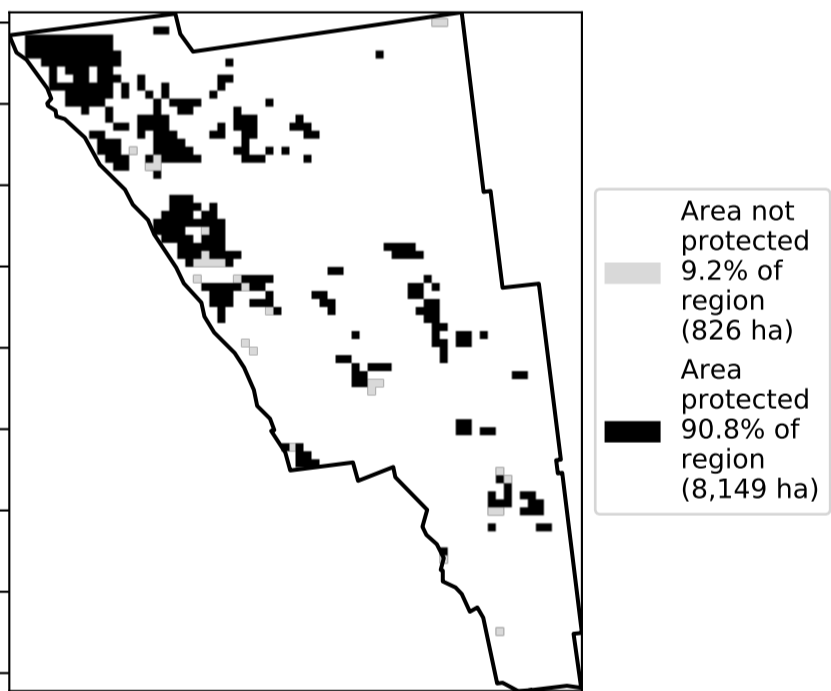 Area not
protected
9.2% of
region
(826 ha)
Area
protected
90.8% of
region
(8,149 ha)